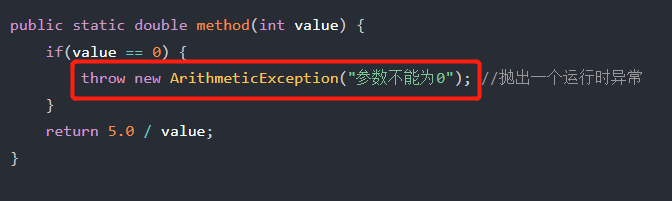 public static double method(int value) {
    if(value == 0) {
        throw new ArithmeticException("参数不能为0"); //抛出一个运行时异常
    }
    return 5.0 / value;
}